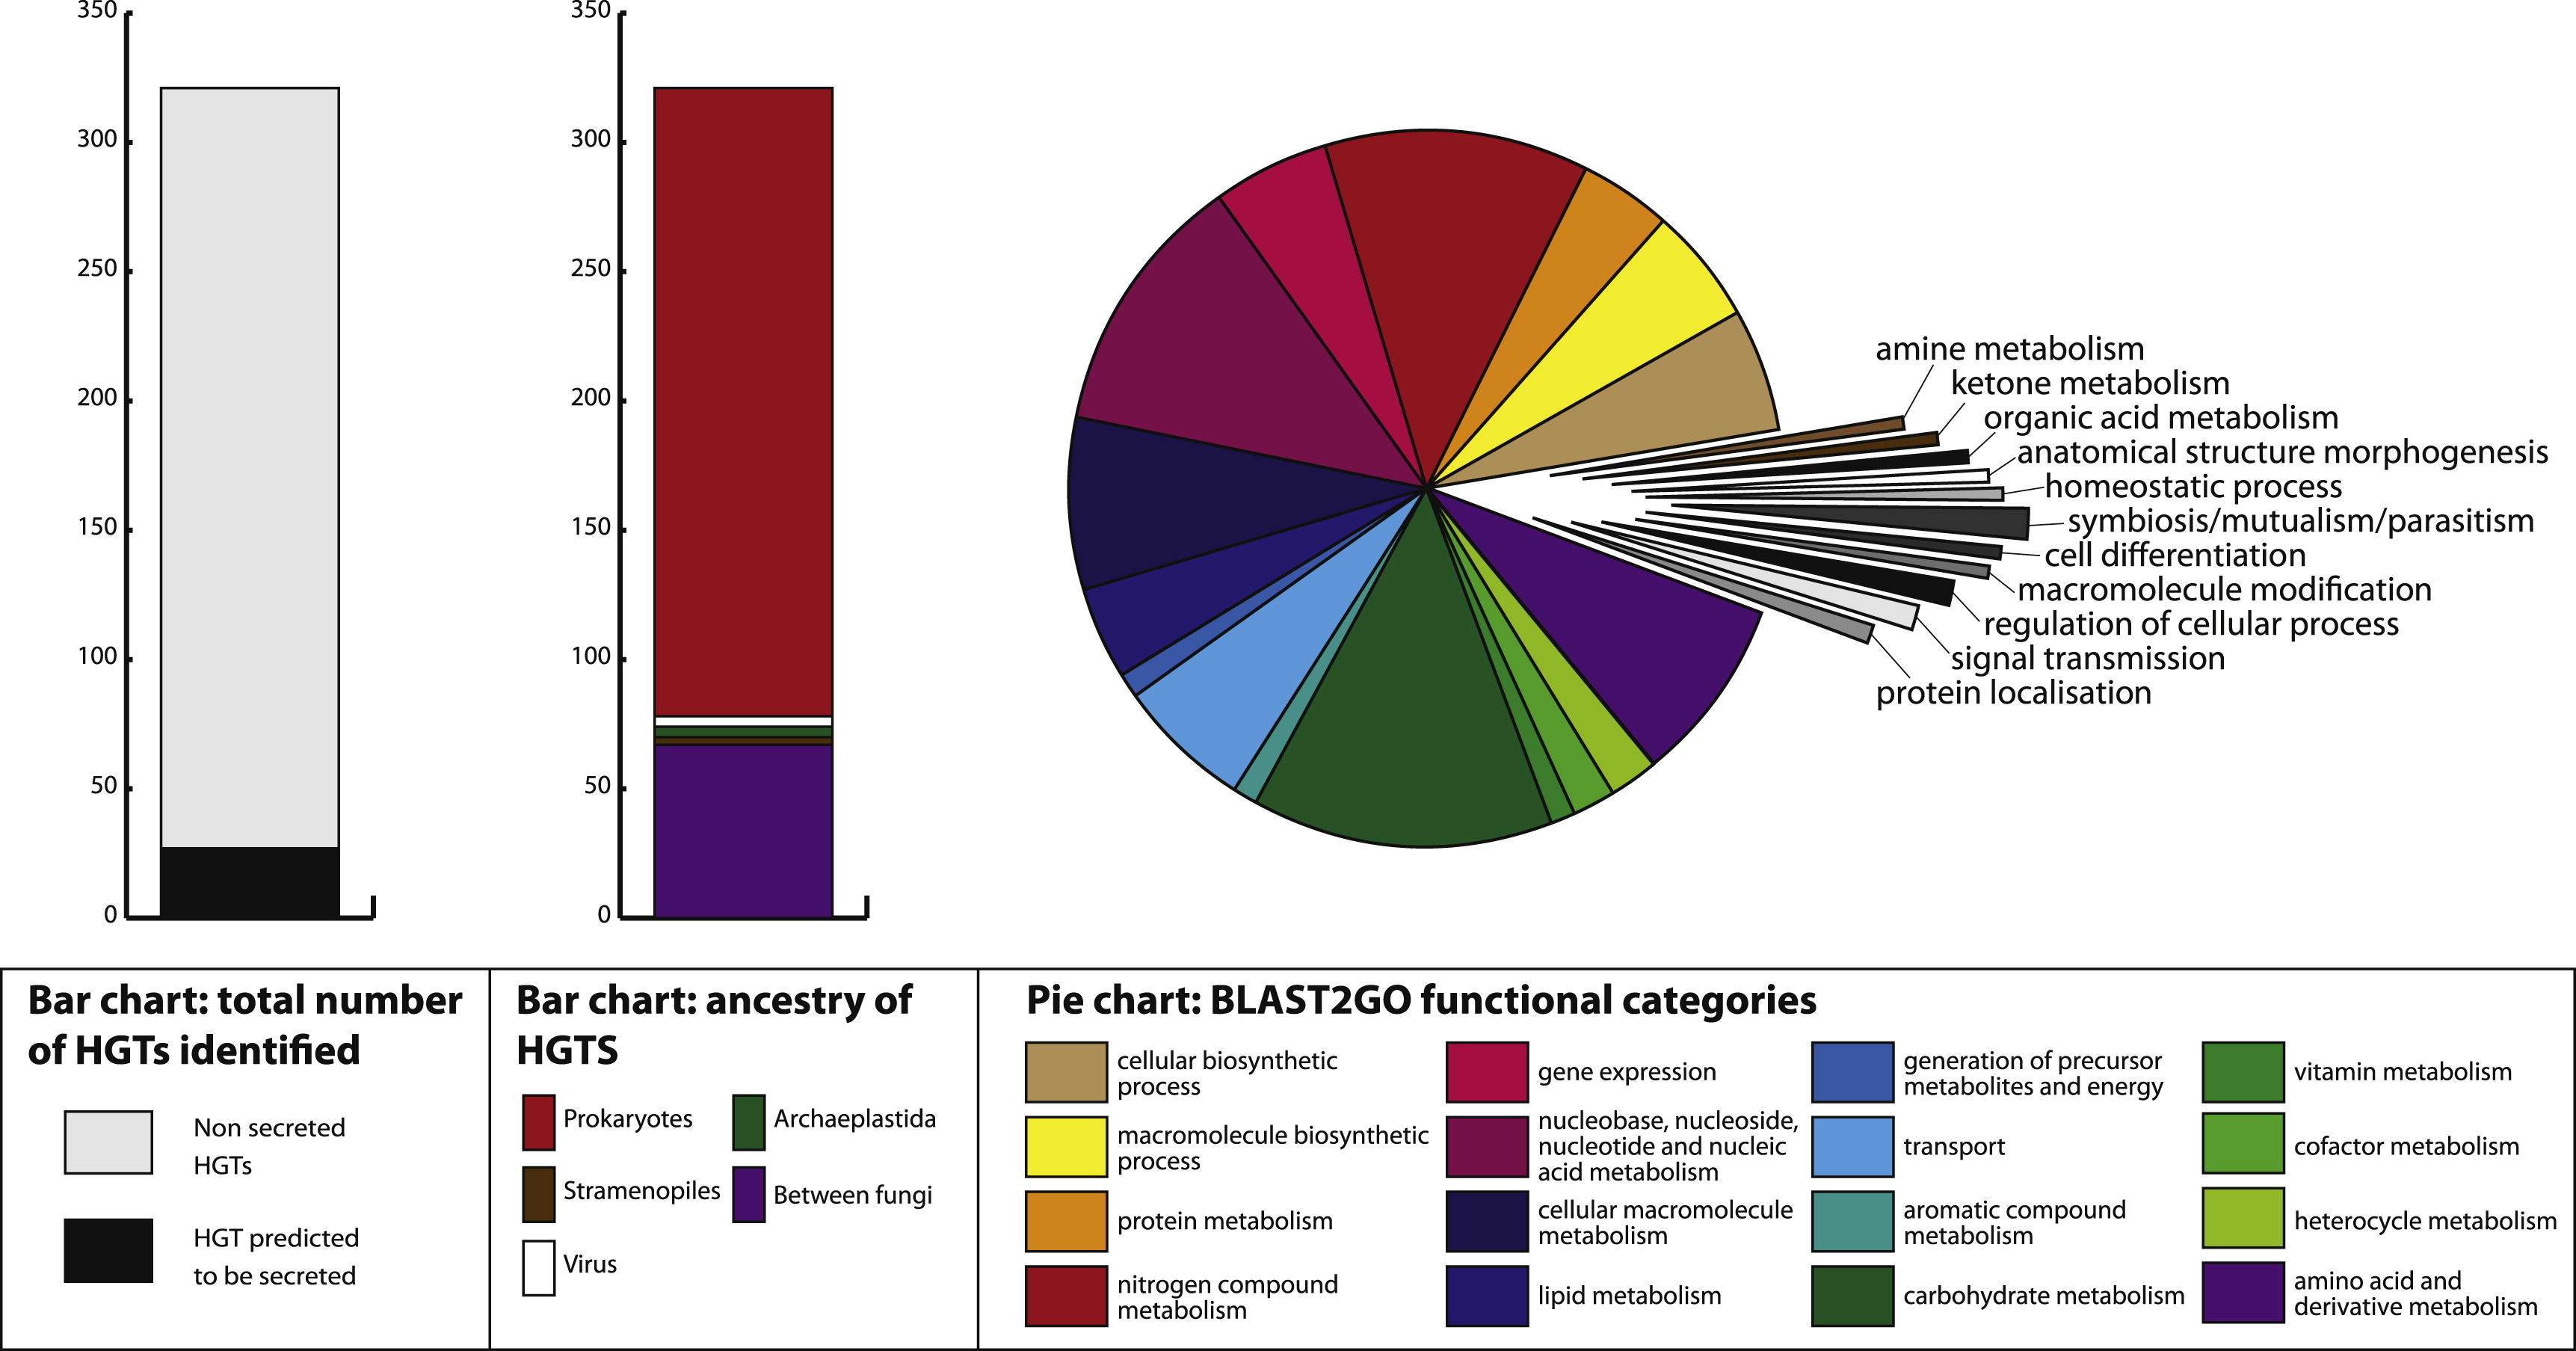 350
300
250
200
150
100
50
0
350
300
250
200
150
100
50
0
amine metabolism
ketone metabolism
organic acid metabolism
anatomical structure morphogenesis
homeostatic process
symbiosis/mutualism/parasitism
cell differentiation
macromolecule modification
regulation of cellular process
signal transmission
protein localisation
Bar chart: total number
of HGTs identified
Non secreted
HGTs
HGT predicted
to be secreted
Bar chart: ancestry of
HGTS
Prokaryotes
Stramenopiles
Virus
Archaeplastida
Between fungi
Pie chart: BLAST2GO functional categories
cellular biosynthetic
process
macromolecule biosynthetic
process
protein metabolism
nitrogen compound
metabolism
gene expression
nucleobase, nucleoside,
nucleotide and nucleic
acid metabolism
cellular macromolecule
metabolism
lipid metabolism
generation of precursor
metabolites and energy
transport
aromatic compound
metabolism
carbohydrate metabolism
vitamin metabolism
cofactor metabolism
heterocycle metabolism
amino acid and
derivative metabolism